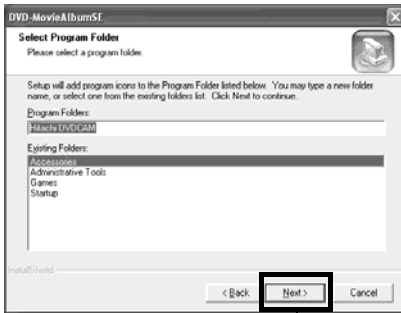 DVD-MovieAlbumSE
Select Program Folder
Please select a program folder.
Setup will add program icons to the Program Folder listed below. You may type a new folder
name, or select one from the existing folders list. Click Next to continue.
Program Folders:
Hitachi DVDCAM
Existing Folders:
Accessories
Administrative Tools
Games
Startup
InstallShield
< Back
Next >
Cancel